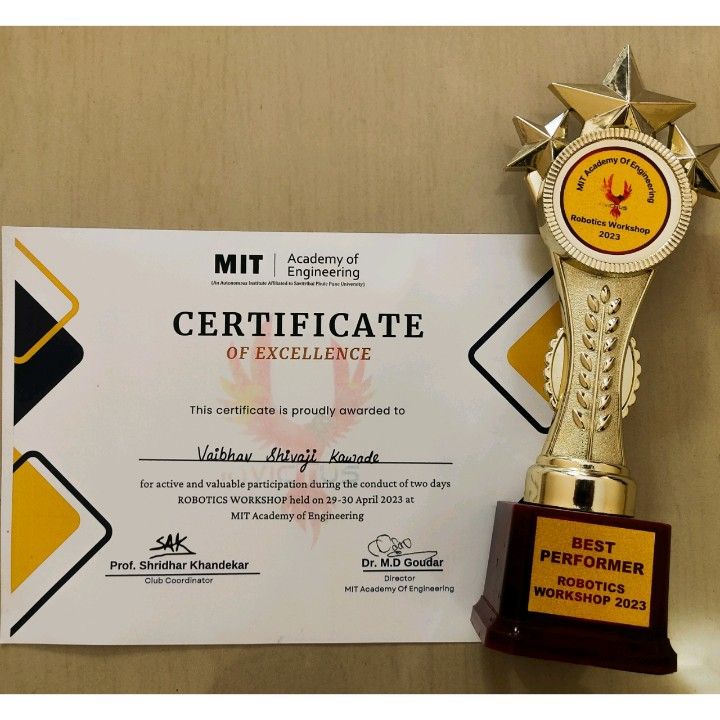 MIT Academy of
Engineering
(An Autonomous Institute Affiliated to Savitribai Phule Pune University)
CERTIFICATE
OF EXCELLENCE
This certificate is proudly awarded to
Vaibhav Shivaji Kawade
for active and valuable participation during the conduct of two days
ROBOTICS WORKSHOP held on 29-30 April 2023 at
MIT Academy of Engineering
SAK
Prof. Shridhar Khandekar
Club Coordinator
Dr. M.D Goudar
Director
MIT Academy Of Engineering
MIT Academy Of Engineering
Robotics Workshop
2023
BEST
PERFORMER
ROBOTICS
WORKSHOP 2023